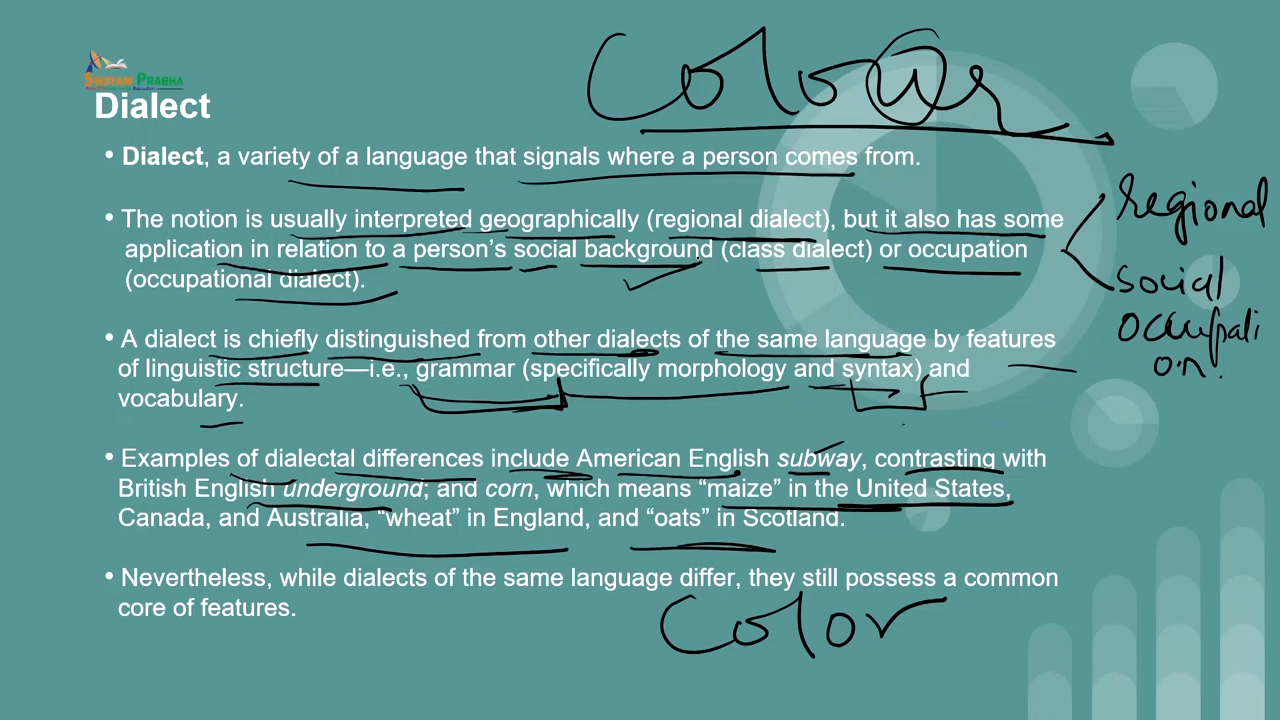 Colour
SWAYAM PRABHA
Dialect
• Dialect, a variety of a language that signals where a person comes from.
regional
• The notion is usually interpreted geographically (regional dialect), but it also has some
application in relation to a person's social background (class dialect) or occupation
(occupational dialect).
social
occupati
on.
• A dialect is chiefly distinguished from other dialects of the same language by features
of linguistic structure—i.e., grammar (specifically morphology and syntax) and
vocabulary.
• Examples of dialectal differences include American English subway, contrasting with
British English underground; and corn, which means “maize” in the United States,
Canada, and Australia, “wheat” in England, and “oats” in Scotland.
• Nevertheless, while dialects of the same language differ, they still possess a common
core of features.
Color